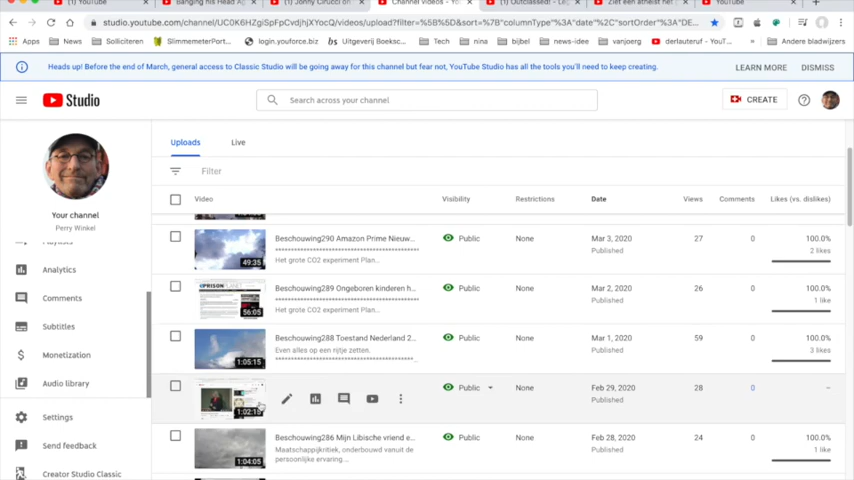 (1) YouTube
Banging his Head Ag
(1) Jonny Cirucci on J
Channel videos - You
Outclassed! - Le
Ziet een atheïst het
YouTube
studio.youtube.com/channel/UC0K6HZgiSpFpCvdjhjXYocQ/videos/upload?filter=%5B%5D&sort=%7B"columnType"%3A"date"%2C"sortOrder"%3A"DE...
Apps
News
Solliciteren
SlimmemeterPortal...
login.youforce.biz
Uitgeverij Boeksc...
Tech
nina
bijbel
news-idee
vanjoerg
derlauteruf - YouT...
Andere bladwijzers
Heads up! Before the end of March, general access to Classic Studio will be going away for this channel but fear not, YouTube Studio has all the tools you'll need to keep creating.
LEARN MORE
DISMISS
Studio
Search across your channel
CREATE
Uploads
Live
Filter
Video
Visibility
Restrictions
Date
Views
Comments
Likes (vs. dislikes)
Your channel
Perry Winkel
Playlists
Analytics
Comments
Subtitles
Monetization
Audio library
Settings
Send feedback
Creator Studio Classic
49:35
Beschouwing290 Amazon Prime Nieuw...
**********************************
Het grote CO2 experiment Plan...
Public
None
Mar 3, 2020
Published
27
0
100.0%
2 likes
PRISONPLANET
56:05
Beschouwing289 Ongeboren kinderen h...
**********************************
Het grote CO2 experiment Plan...
Public
None
Mar 2, 2020
Published
26
0
100.0%
1 like
1:05:15
Beschouwing288 Toestand Nederland 2...
Even alles op een rijtje zetten.
**********************************
Public
None
Mar 1, 2020
Published
59
0
100.0%
3 likes
1:02:15
Public
None
Feb 29, 2020
Published
28
0
–
1:04:05
Beschouwing286 Mijn Libische vriend e...
Maatschappijkritiek, onderbouwd vanuit de
persoonlijke ervaring...
Public
None
Feb 28, 2020
Published
24
0
100.0%
1 like